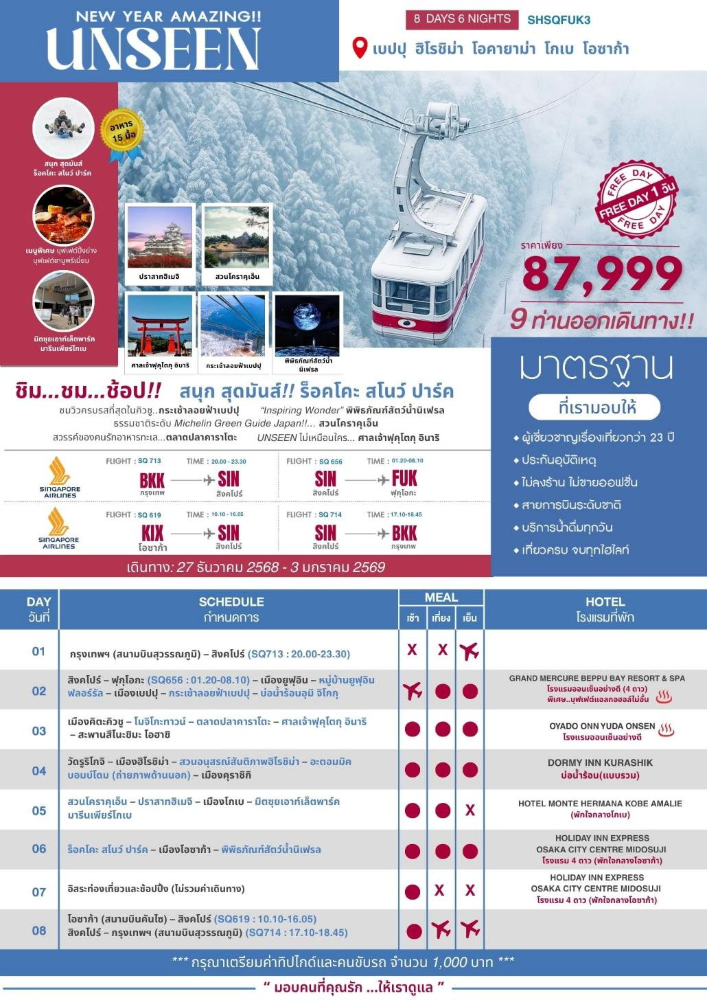 NEW YEAR AMAZING!!
UNSEEN
8 DAYS 6 NIGHTS SHSQFUK3
เบปปุ ฮิโรชิม่า โอคายาม่า โกเบ โอซาก้า
สนุก สุดมันส์
ร็อคโคะ สโนว์ ปาร์ค
อาหาร
15 มื้อ
เมนูพิเศษ บุฟเฟต์ปิ้งย่าง
บุฟเฟต์ชาบูพรีเมี่ยม
มิตซุยเอาท์เล็ตพาร์ค
มารีนเพียร์โกเบ
ปราสาทฮิเมจิ
สวนโคราคุเอ็น
ศาลเจ้าฟุคุโตกุ อินาริ
กระเช้าลอยฟ้าเบปปุ
พิพิธภัณฑ์สัตว์น้ำ
นิเฟรล
FREE DAY
FREE DAY 1 วัน
FREE DAY
ราคาเพียง
87,999
9 ท่านออกเดินทาง!!
ชิม...ชม...ช้อป!! สนุก สุดมันส์!! ร็อคโคะ สโนว์ ปาร์ค
ชมวิวครบรสที่สุดในคิวชู..กระเช้าลอยฟ้าเบปปุ “Inspiring Wonder” พิพิธภัณฑ์สัตว์น้ำนิเฟรล
ธรรมชาติระดับ Michelin Green Guide Japan!!... สวนโคราคุเอ็น
สวรรค์ของคนรักอาหารทะเล...ตลาดปลาคาราโตะ UNSEEN ไม่เหมือนใคร... ศาลเจ้าฟุคุโตกุ อินาริ
มาตรฐาน
ที่เรามอบให้
ผู้เชี่ยวชาญเรื่องเที่ยวกว่า 23 ปี
ประกันอุบัติเหตุ
ไม่ลงร้าน ไม่ขายออฟชั่น
สายการบินระดับชาติ
บริการน้ำดื่มทุกวัน
เที่ยวครบ จบทุกไฮไลท์
SINGAPORE
AIRLINES
FLIGHT : SQ 713 TIME : 20.00 - 23.30
BKK SIN
กรุงเทพ สิงคโปร์
FLIGHT : SQ 656 TIME : 01.20-08.10
SIN FUK
สิงคโปร์ ฟุกุโอกะ
SINGAPORE
AIRLINES
FLIGHT : SQ 619 TIME : 10.10 - 16.05
KIX SIN
โอซาก้า สิงคโปร์
FLIGHT : SQ 714 TIME : 17.10-18.45
SIN BKK
สิงคโปร์ กรุงเทพ
เดินทาง: 27 ธันวาคม 2568 - 3 มกราคม 2569
DAY SCHEDULE MEAL HOTEL
วันที่ กำหนดการ เช้า เที่ยง เย็น โรงแรมที่พัก
01 กรุงเทพฯ (สนามบินสุวรรณภูมิ) – สิงคโปร์ (SQ713 : 20.00-23.30) X X
02 สิงคโปร์ – ฟุกุโอกะ (SQ656 : 01.20-08.10) – เมืองยูฟุอิน – หมู่บ้านยูฟุอิน
ฟลอร์รัล – เมืองเบปปุ – กระเช้าลอยฟ้าเบปปุ – บ่อน้ำร้อนอุมิ จิโกกุ
GRAND MERCURE BEPPU BAY RESORT & SPA
โรงแรมออนเซ็นอย่างดี (4 ดาว)
พิเศษ..บุฟเฟต์แอลกอฮอล์ไม่อั้น
03 เมืองคิตะคิวชู – โมจิโกะทาวน์ – ตลาดปลาคาราโตะ – ศาลเจ้าฟุคุโตกุ อินาริ
– สะพานสึโนะชิมะ โอฮาชิ
OYADO ONN YUDA ONSEN
โรงแรมออนเซ็นอย่างดี
04 วัดรูริโกจิ – เมืองฮิโรชิม่า – สวนอนุสรณ์สันติภาพฮิโรชิม่า – อะตอมมิค
บอมบ์โดม (ถ่ายภาพด้านนอก) – เมืองคุราชิกิ
DORMY INN KURASHIK
บ่อน้ำร้อน(แบบรวม)
05 สวนโคราคุเอ็น – ปราสาทฮิเมจิ – เมืองโกเบ – มิตซุยเอาท์เล็ตพาร์ค
มารีนเพียร์โกเบ
X
HOTEL MONTE HERMANA KOBE AMALIE
(พักใจกลางโกเบ)
06 ร็อคโคะ สโนว์ ปาร์ค – เมืองโอซาก้า – พิพิธภัณฑ์สัตว์น้ำนิเฟรล
HOLIDAY INN EXPRESS
OSAKA CITY CENTRE MIDOSUJI
โรงแรม 4 ดาว (พักใจกลางโอซาก้า)
07 อิสระท่องเที่ยวและช้อปปิ้ง (ไม่รวมค่าเดินทาง) X X
HOLIDAY INN EXPRESS
OSAKA CITY CENTRE MIDOSUJI
โรงแรม 4 ดาว (พักใจกลางโอซาก้า)
08 โอซาก้า (สนามบินคันไซ) – สิงคโปร์ (SQ619 : 10.10-16.05)
สิงคโปร์ – กรุงเทพฯ (สนามบินสุวรรณภูมิ) (SQ714 : 17.10-18.45)
*** กรุณาเตรียมค่าทิปไกด์และคนขับรถ จำนวน 1,000 บาท ***
“ มอบคนที่คุณรัก ...ให้เราดูแล ”